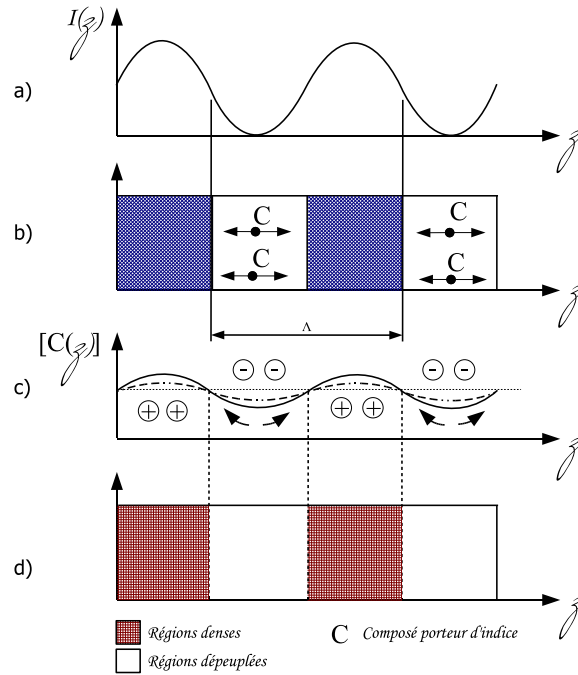 I(z)
a)
z
b)
C C
C C
z
Λ
[C(z)]
- - - -
c)
+ + + +
z
d)
z
Régions denses C Composé porteur d'indice
Régions dépeuplées